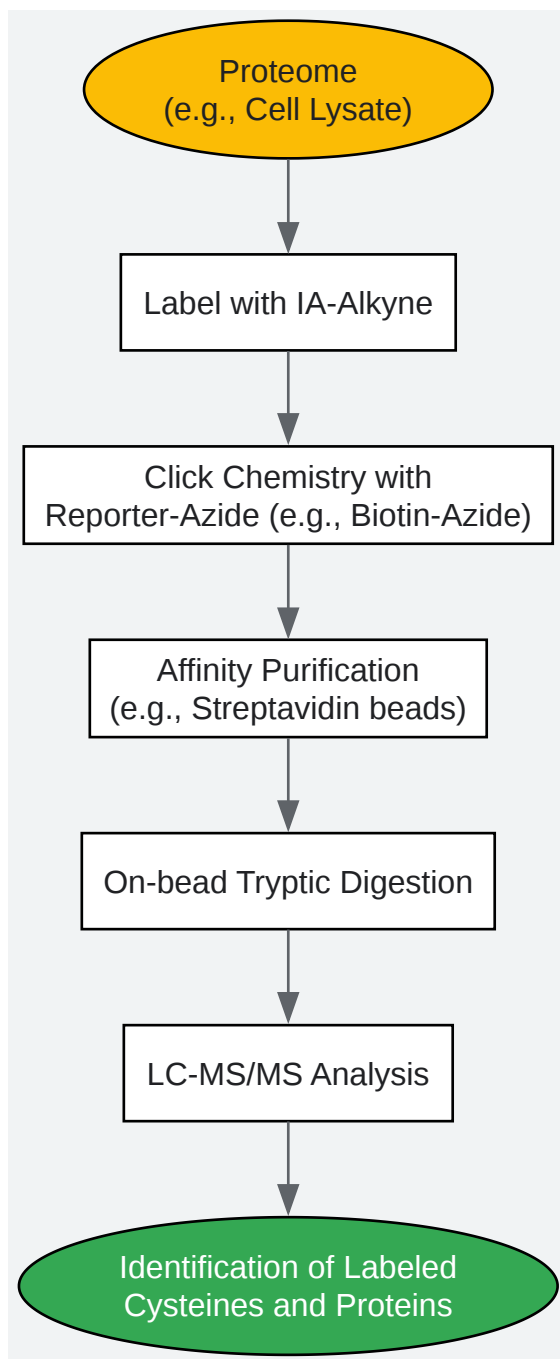 Proteome
(e.g., Cell Lysate)
Label with IA-Alkyne
Click Chemistry with
Reporter-Azide (e.g., Biotin-Azide)
Affinity Purification
(e.g., Streptavidin beads)
On-bead Tryptic Digestion
LC-MS/MS Analysis
Identification of Labeled
Cysteines and Proteins